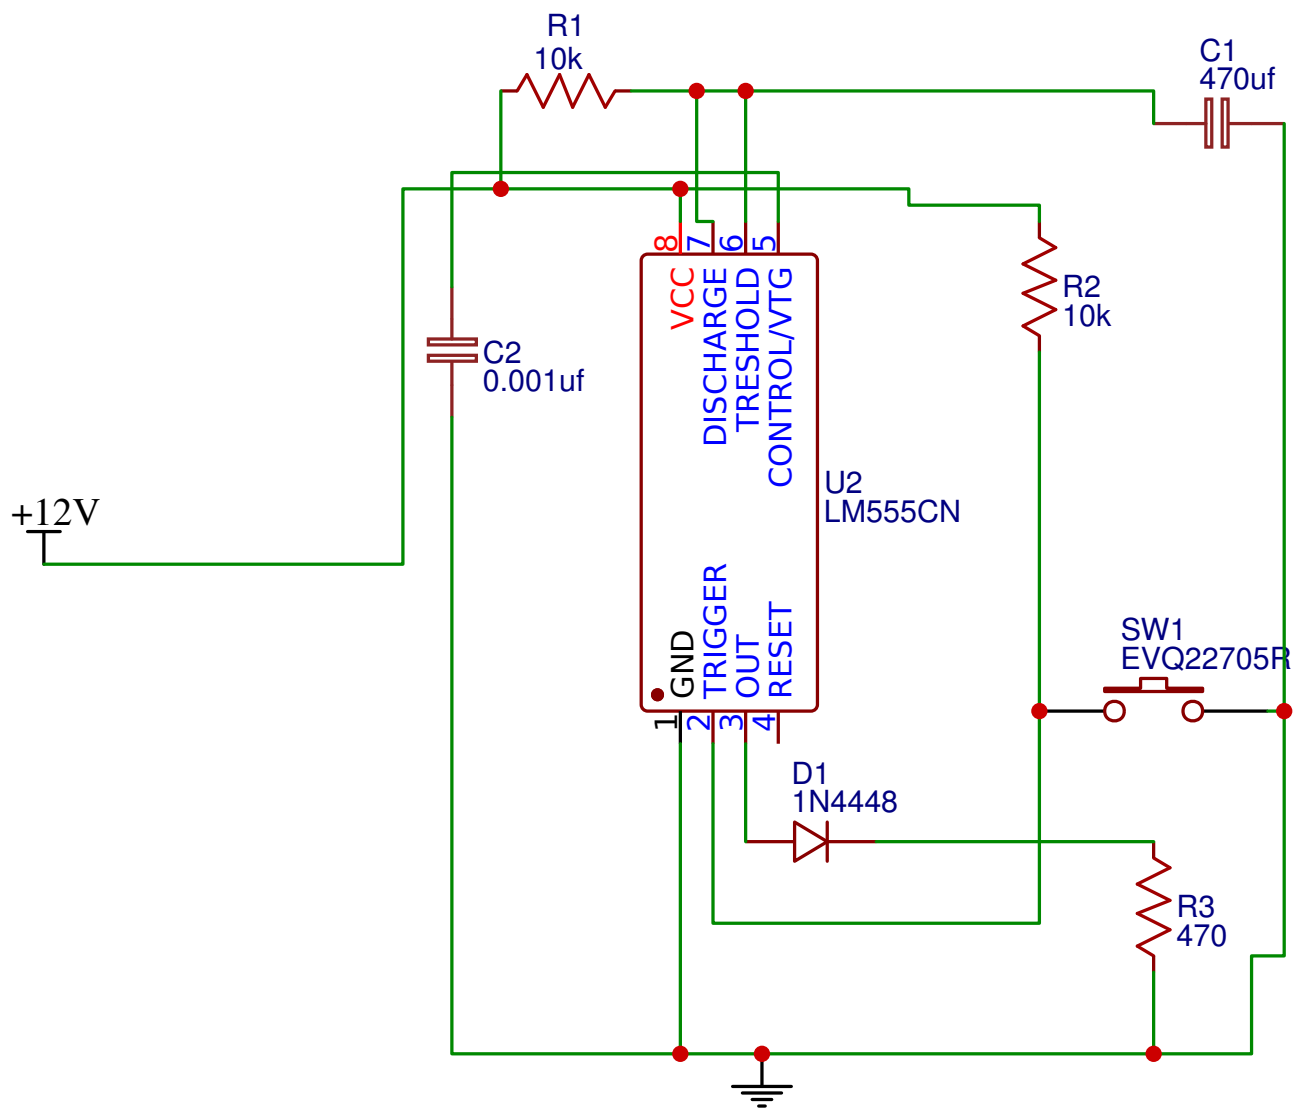 R1
10k
C1
470uf
8
7
6
5
VCC
DISCHARGE
TRESHOLD
CONTROL/VTG
R2
10k
C2
0.001uf
U2
LM555CN
+12V
GND
TRIGGER
OUT
RESET
1
2
3
4
SW1
EVQ22705R
D1
1N4448
R3
470